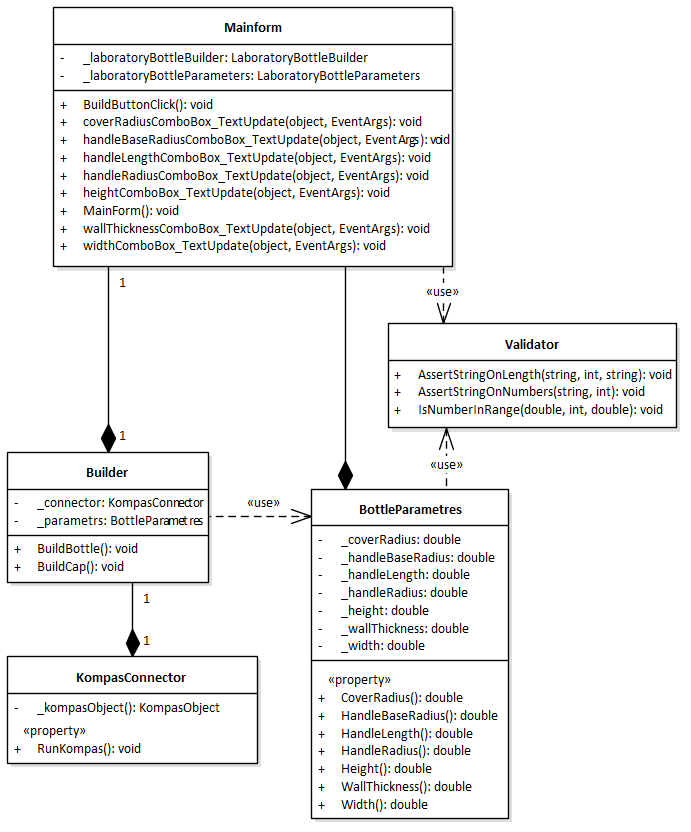 Mainform
- _laboratoryBottleBuilder: LaboratoryBottleBuilder
- _laboratoryBottleParameters: LaboratoryBottleParameters
+ BuildButtonClick(): void
+ coverRadiusComboBox_TextUpdate(object, EventArgs): void
+ handleBaseRadiusComboBox_TextUpdate(object, EventArgs): void
+ handleLengthComboBox_TextUpdate(object, EventArgs): void
+ handleRadiusComboBox_TextUpdate(object, EventArgs): void
+ heightComboBox_TextUpdate(object, EventArgs): void
+ MainForm(): void
+ wallThicknessComboBox_TextUpdate(object, EventArgs): void
+ widthComboBox_TextUpdate(object, EventArgs): void
1
«use»
Validator
+ AssertStringOnLength(string, int, string): void
+ AssertStringOnNumbers(string, int): void
+ IsNumberInRange(double, int, double): void
1
«use»
Builder
- _connector: KompasConnector
- _parametrs: BottleParametres
+ BuildBottle(): void
+ BuildCap(): void
«use»
BottleParametres
- _coverRadius: double
- _handleBaseRadius: double
- _handleLength: double
- _handleRadius: double
- _height: double
- _wallThickness: double
- _width: double
«property»
+ CoverRadius(): double
+ HandleBaseRadius(): double
+ HandleLength(): double
+ HandleRadius(): double
+ Height(): double
+ WallThickness(): double
+ Width(): double
1
1
KompasConnector
- _kompasObject(): KompasObject
«property»
+ RunKompas(): void